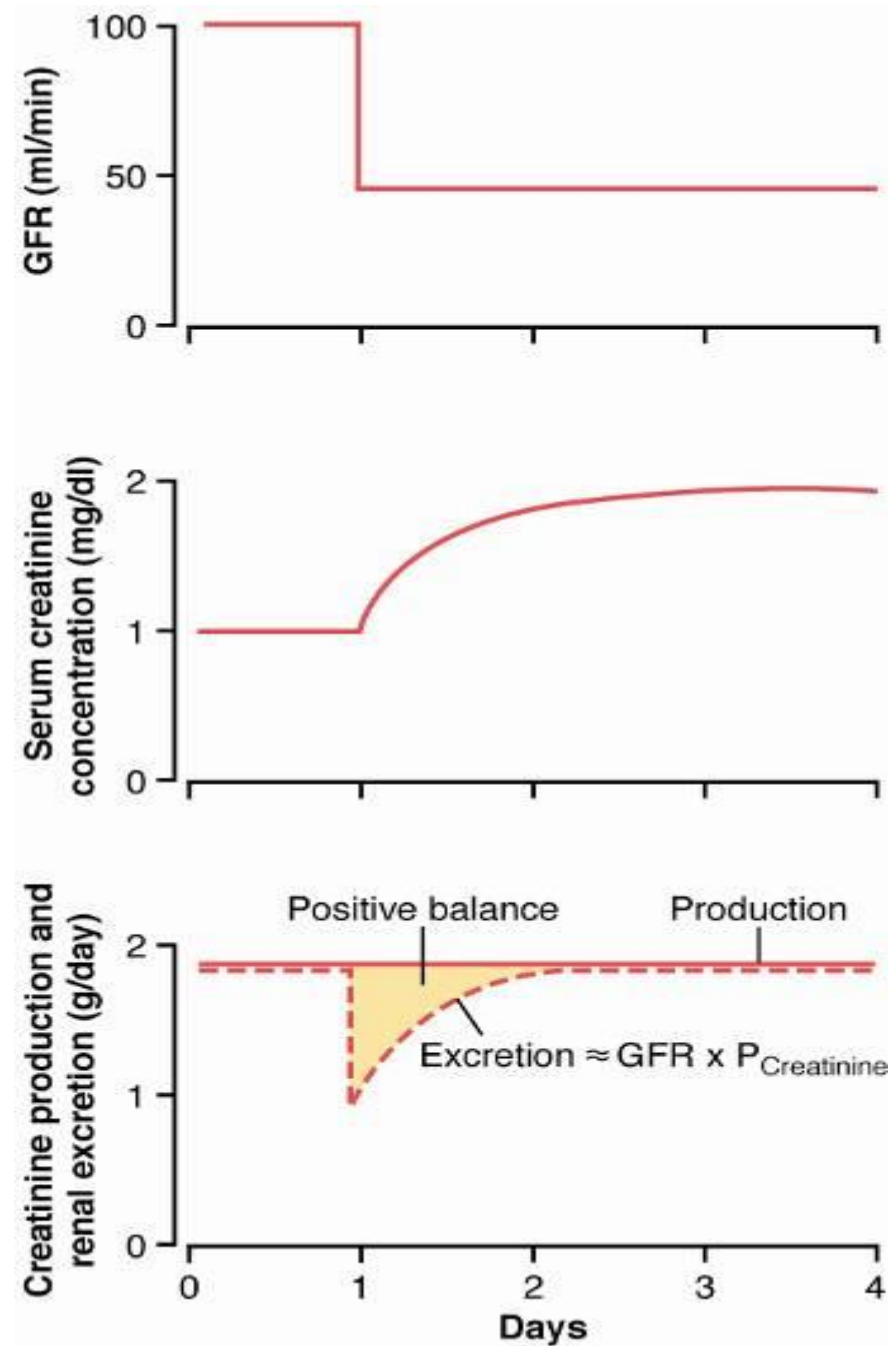 GFR (ml/min)
100
50
0
Serum creatinine
concentration (mg/dl)
2
1
0
Creatinine production and
renal excretion (g/day)
Positive balance
Production
2
Excretion ≈ GFR x PCreatinine
1
0
0 1 2 3 4
Days